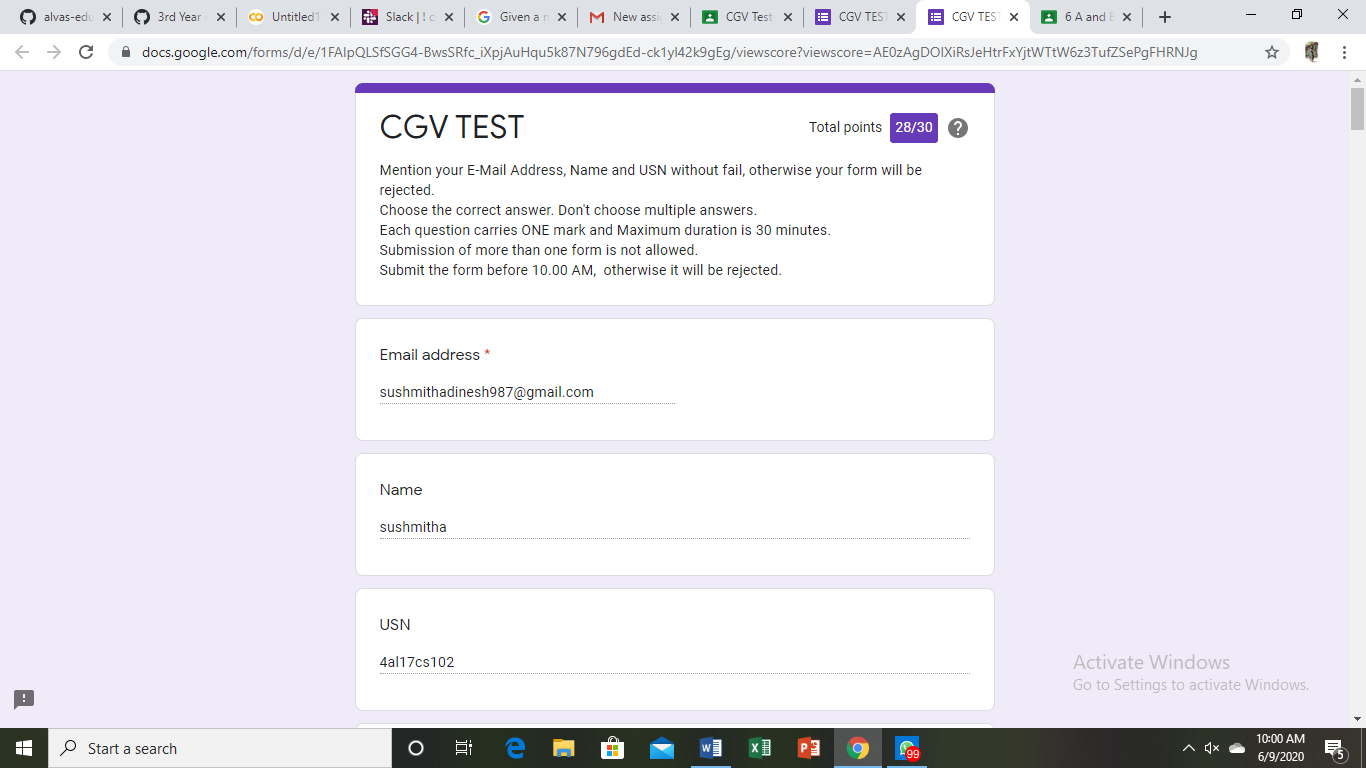 alvas-edu
3rd Year
Untitled1
Slack | ! c
Given a n
New assi
CGV Test
CGV TEST
CGV TEST
6 A and B
docs.google.com/forms/d/e/1FAIpQLSfSGG4-BwsSRfc_iXpjAuHqu5k87N796gdEd-ck1yl42k9gEg/viewscore?viewscore=AE0zAgDOIXiRsJeHtrFxYjtWTtW6z3TufZSePgFHRNJg
CGV TEST
Total points 28/30
Mention your E-Mail Address, Name and USN without fail, otherwise your form will be
rejected.
Choose the correct answer. Don't choose multiple answers.
Each question carries ONE mark and Maximum duration is 30 minutes.
Submission of more than one form is not allowed.
Submit the form before 10.00 AM,  otherwise it will be rejected.
Email address *
sushmithadinesh987@gmail.com
Name
sushmitha
USN
4al17cs102
Activate Windows
Go to Settings to activate Windows.
Start a search
99
10:00 AM
6/9/2020
5